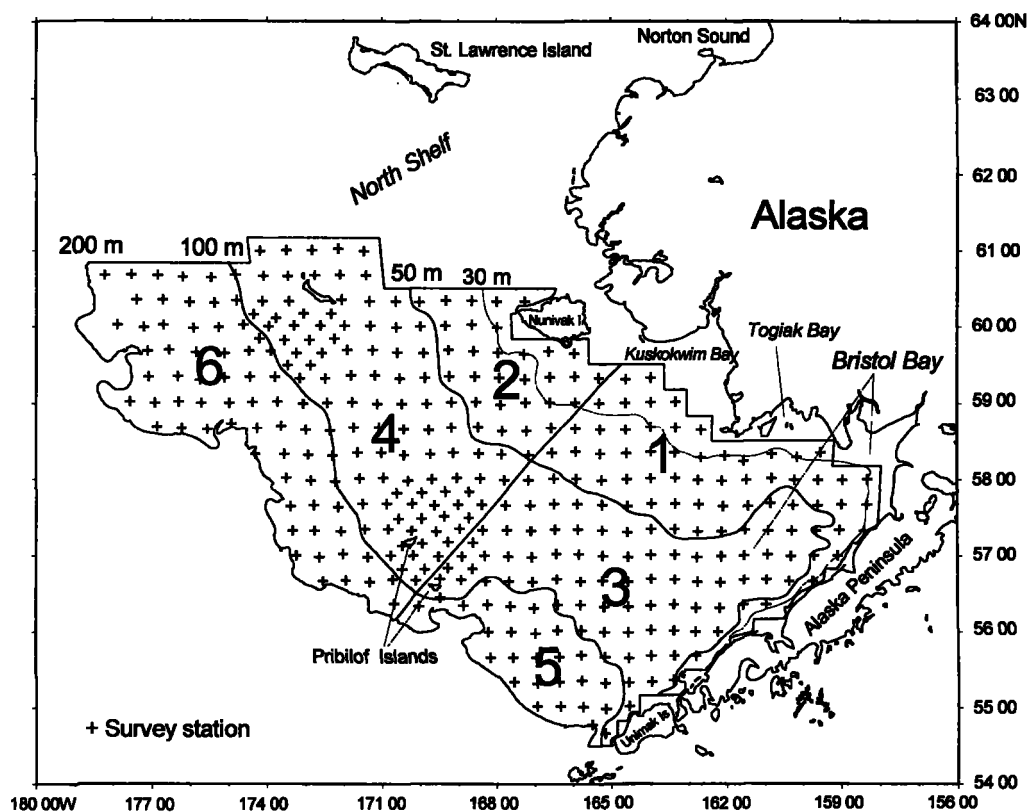 64 00N
Norton Sound
St. Lawrence Island
63 00
North Shelf
62 00
Alaska
61 00
200 m
100 m
50 m
30 m
Nunivak I
60 00
Togiak Bay
Kuskokwim Bay
Bristol Bay
6
2
59 00
4
1
58 00
57 00
3
Alaska Peninsula
56 00
Pribilof Islands
5
55 00
+ Survey station
Unimak Is
54 00
180 00W
177 00
174 00
171 00
168 00
165 00
162 00
159 00
156 00